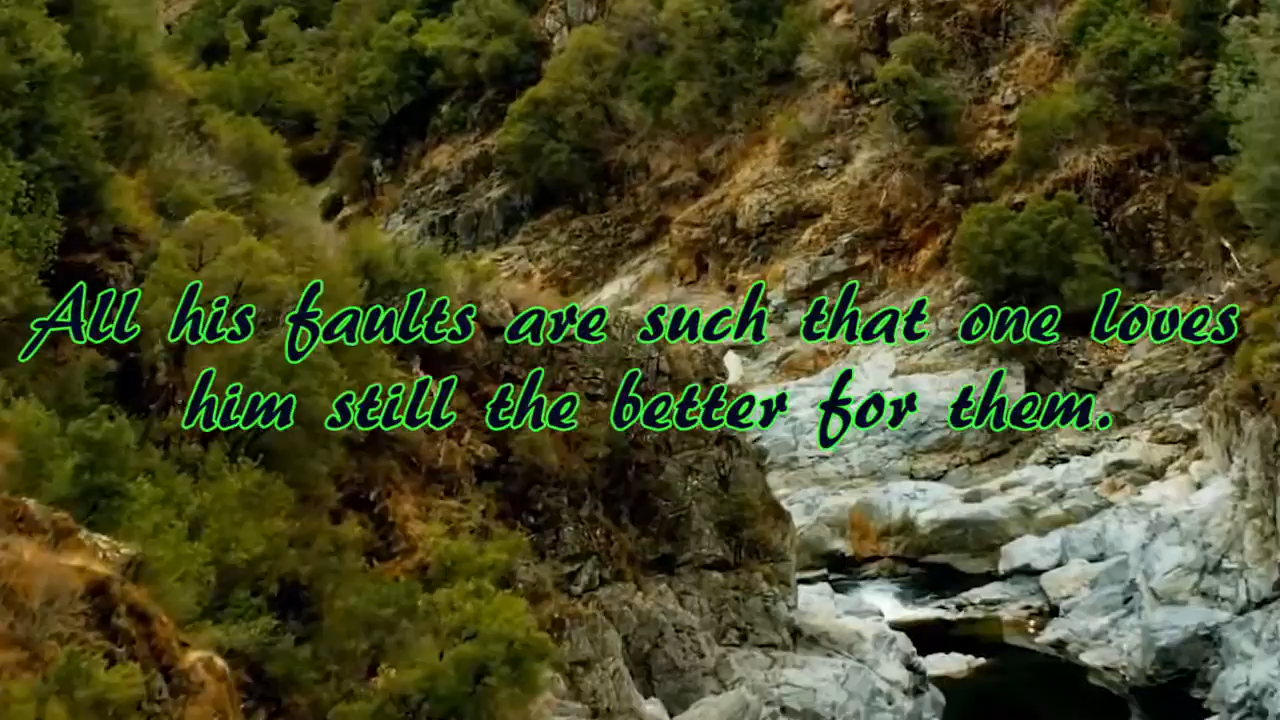 All his faults are such that one loves
him still the better for them.